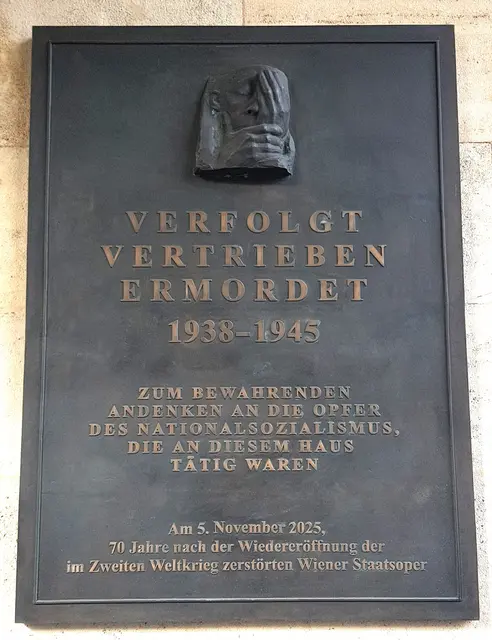 VERFOLGT
VERTRIEBEN
ERMORDET
1938–1945
ZUM BEWAHRENDEN
ANDENKEN AN DIE OPFER
DES NATIONALSOZIALISMUS,
DIE AN DIESEM HAUS
TÄTIG WAREN
Am 5. November 2025,
70 Jahre nach der Wiedereröffnung der
im Zweiten Weltkrieg zerstörten Wiener Staatsoper